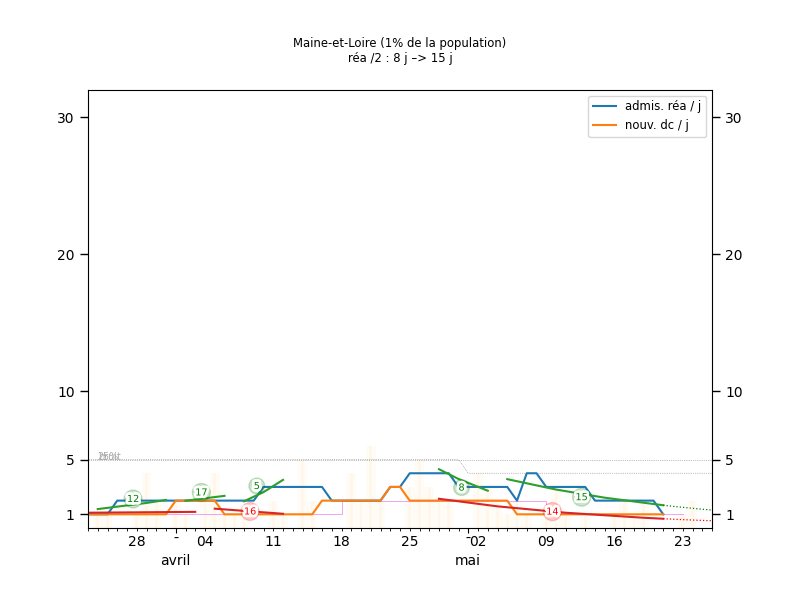 Maine-et-Loire (1% de la population)
réa /2 : 8 j –> 15 j
admis. réa / j
nouv. dc / j
30 30
20 20
10 10
5 5
1 1
12 17 5 16 8 14 15
28 04 11 18 25 02 09 16 23
avril mai